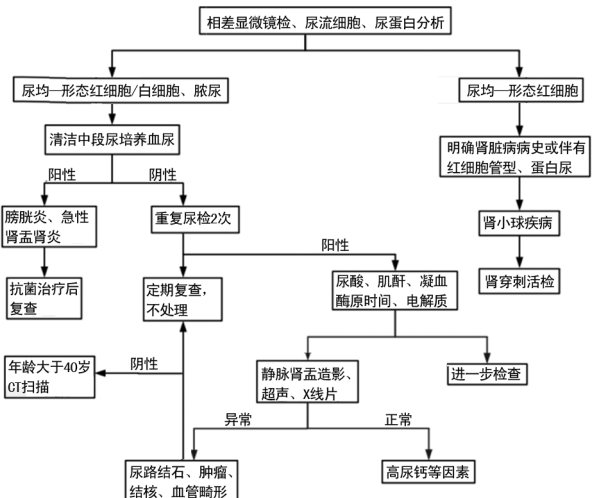 相差显微镜检、尿流细胞、尿蛋白分析
尿均一形态红细胞/白细胞、脓尿
尿均一形态红细胞
清洁中段尿培养血尿
明确肾脏病病史或伴有
红细胞管型、蛋白尿
阳性
阴性
膀胱炎、急性
肾盂肾炎
重复尿检2次
肾小球疾病
阳性
抗菌治疗后
复查
定期复查，
不处理
尿酸、肌酐、凝血
酶原时间、电解质
肾穿刺活检
年龄大于40岁
CT扫描
阴性
静脉肾盂造影、
超声、X线片
进一步检查
异常
正常
尿路结石、肿瘤、
结核、血管畸形
高尿钙等因素